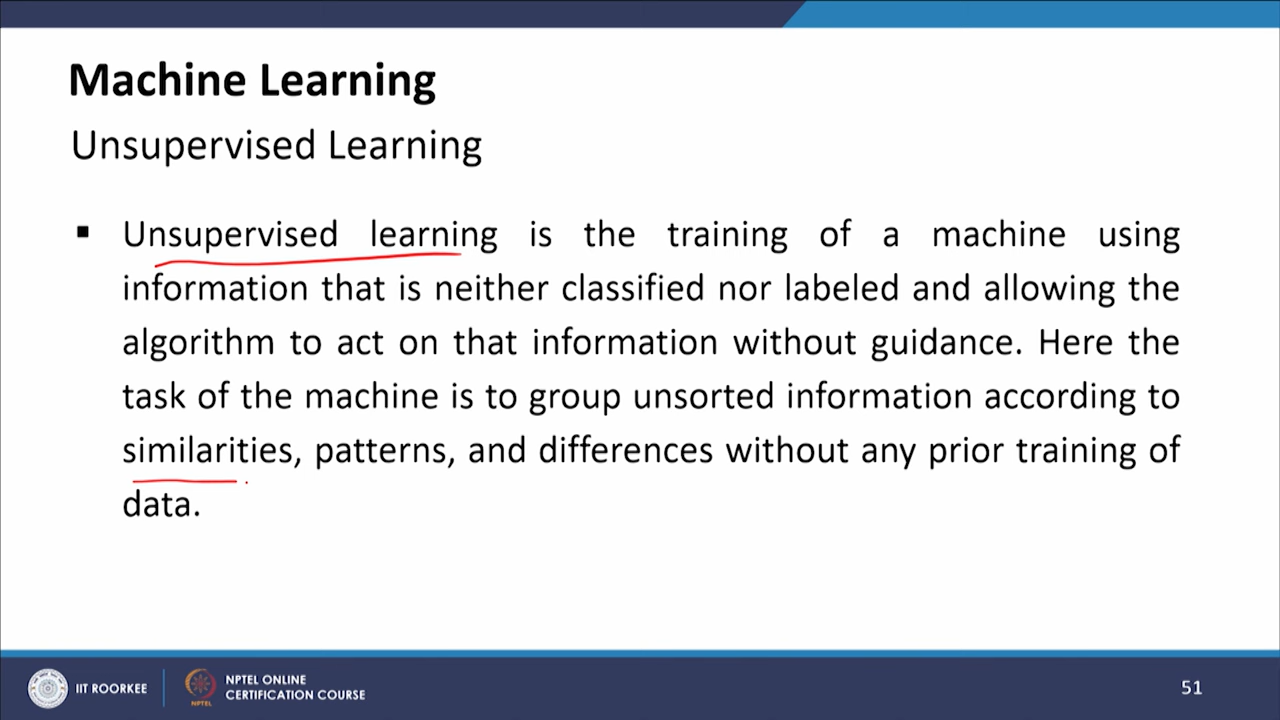 Machine Learning
Unsupervised Learning
▪ Unsupervised learning is the training of a machine using
information that is neither classified nor labeled and allowing the
algorithm to act on that information without guidance. Here the
task of the machine is to group unsorted information according to
similarities, patterns, and differences without any prior training of
data.
IIT ROORKEE
NPTEL
NPTEL ONLINE
CERTIFICATION COURSE
51